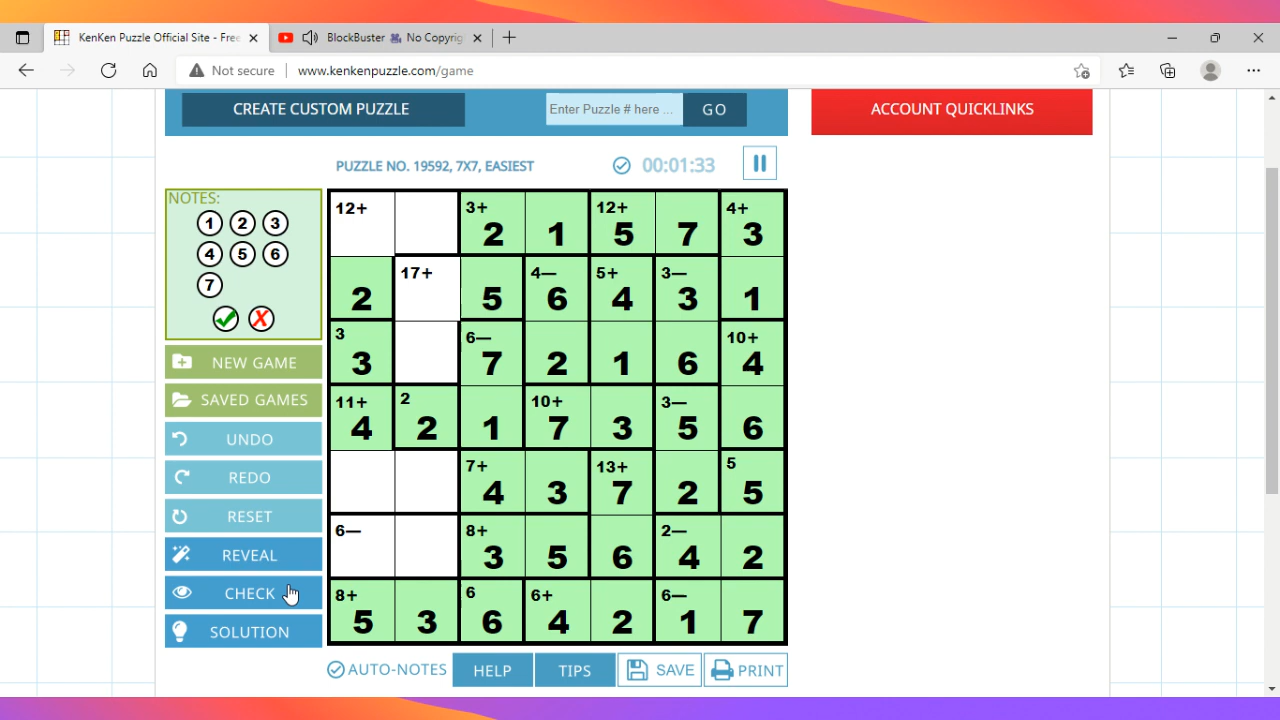 KenKen Puzzle Official Site - Free
BlockBuster 🎥 No Copyrig
Not secure www.kenkenpuzzle.com/game
CREATE CUSTOM PUZZLE
Enter Puzzle # here ...
GO
ACCOUNT QUICKLINKS
PUZZLE NO. 19592, 7X7, EASIEST
00:01:33
NOTES:
1 2 3
4 5 6
7
NEW GAME
SAVED GAMES
UNDO
REDO
RESET
REVEAL
CHECK
SOLUTION
12+ 3+ 12+ 4+
2 1 5 7 3
17+ 4— 5+ 3—
2 5 6 4 3 1
3 6— 10+
3 7 2 1 6 4
11+ 2 10+ 3—
4 2 1 7 3 5 6
7+ 13+ 5
4 3 7 2 5
6— 8+ 2—
3 5 6 4 2
8+ 6 6+ 6—
5 3 6 4 2 1 7
AUTO-NOTES
HELP
TIPS
SAVE
PRINT